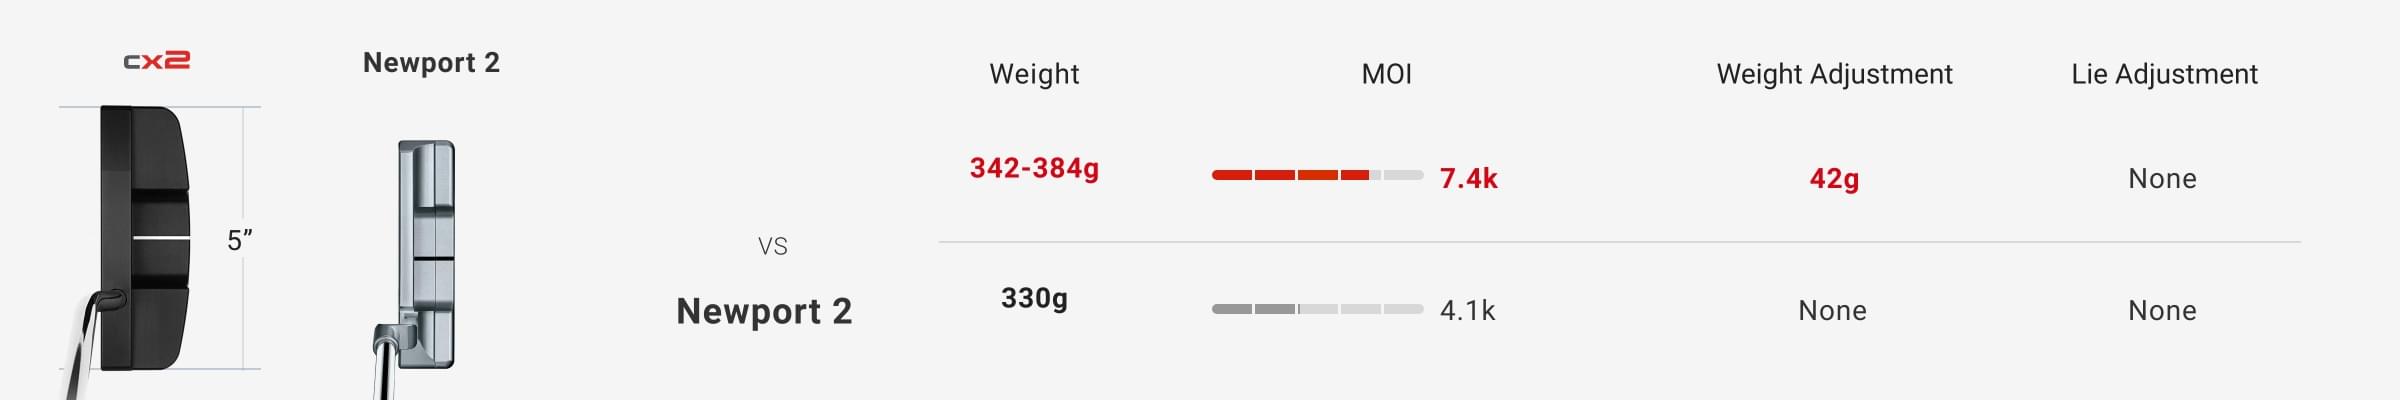 cx2
Newport 2
5”
vs
Newport 2
Weight
MOI
Weight Adjustment
Lie Adjustment
342-384g
7.4k
42g
None
330g
4.1k
None
None